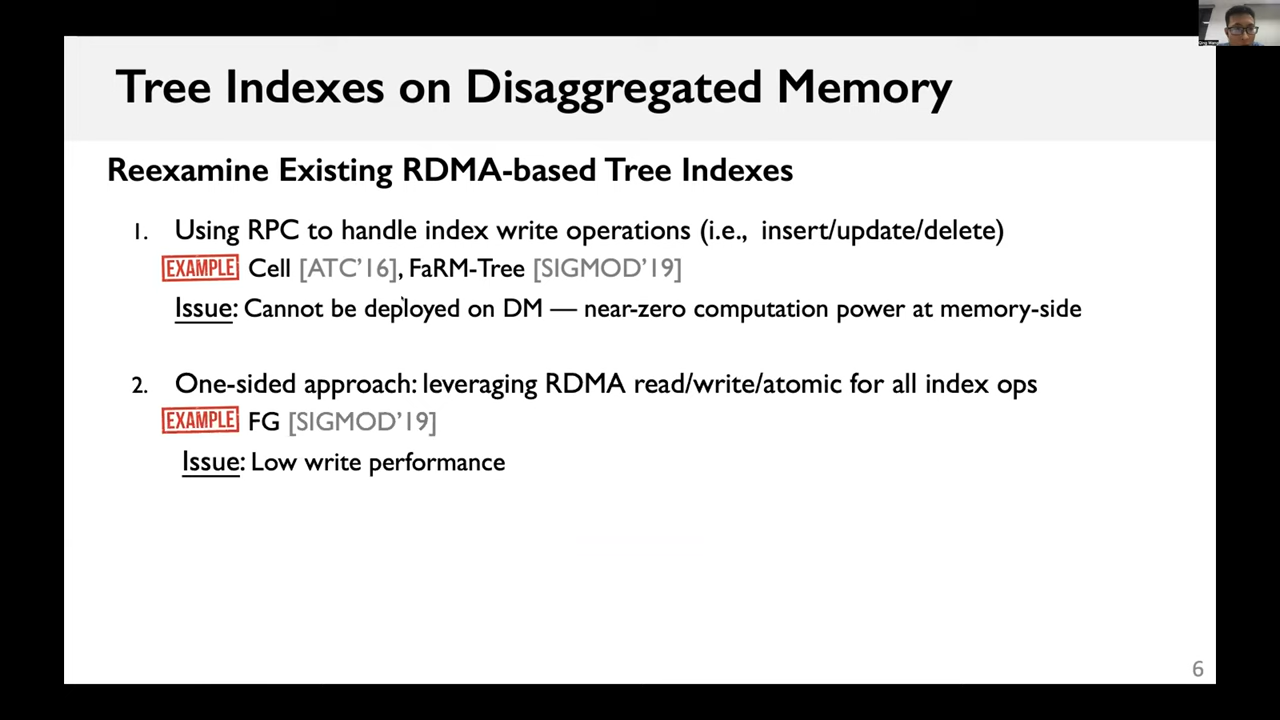 Tree Indexes on Disaggregated Memory
Reexamine Existing RDMA-based Tree Indexes
1. Using RPC to handle index write operations (i.e., insert/update/delete)
EXAMPLE Cell [ATC'16], FaRM-Tree [SIGMOD'19]
Issue: Cannot be deployed on DM — near-zero computation power at memory-side
2. One-sided approach: leveraging RDMA read/write/atomic for all index ops
EXAMPLE FG [SIGMOD'19]
Issue: Low write performance
6